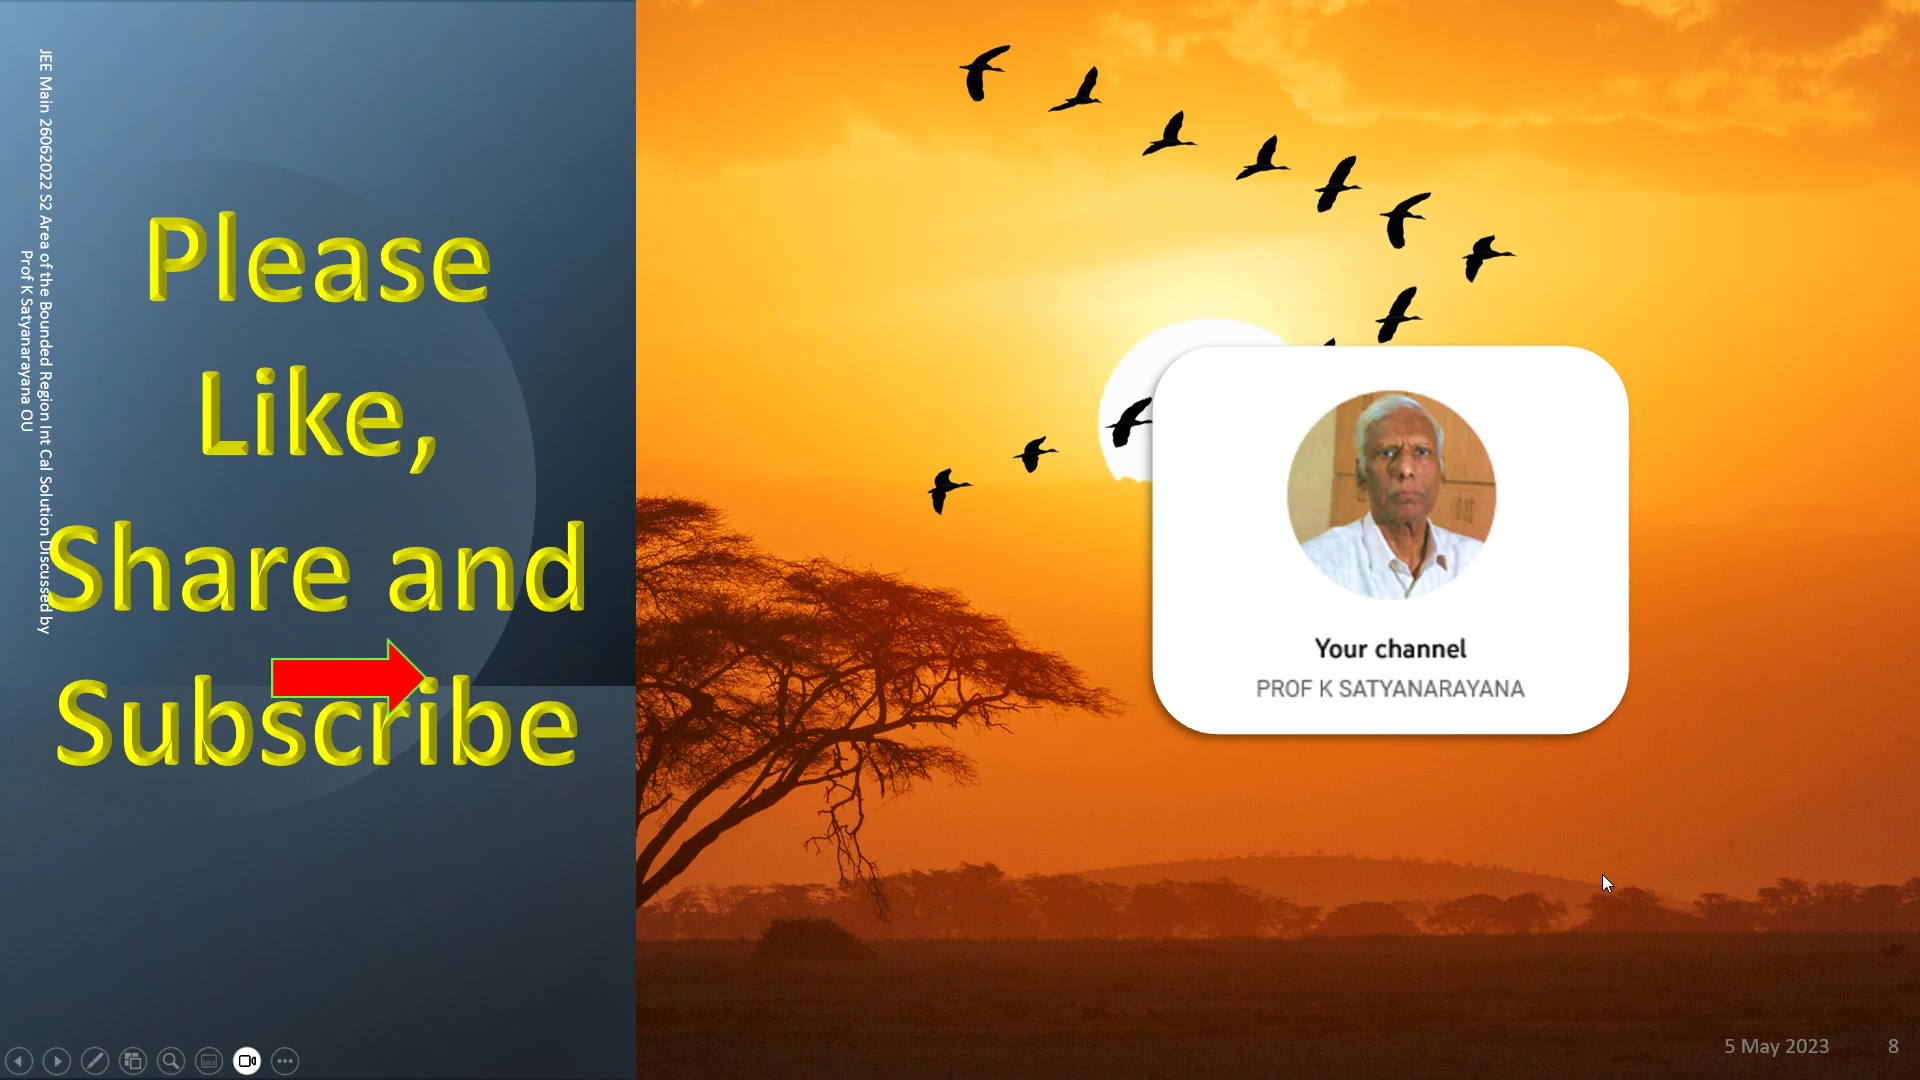 JEE Main 26062022 S2 Area of the Bounded Region Int Cal Solution Discussed by
Prof K Satyanarayana OU
Please
Like,
Share and
Subscribe
Your channel
PROF K SATYANARAYANA
5 May 2023
8